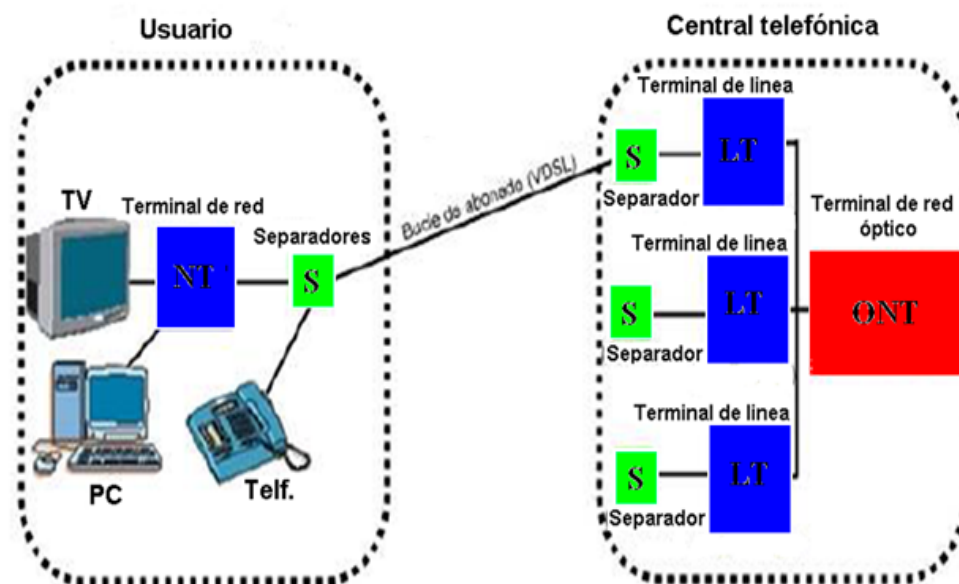 Usuario
Central telefónica
TV
Terminal de red
NT
Separadores
S
PC
Telf.
Bucle de abonado (VDSL)
Terminal de linea
S
LT
Separador
Terminal de linea
S
LT
Separador
Terminal de linea
S
LT
Separador
Terminal de red
óptico
ONT